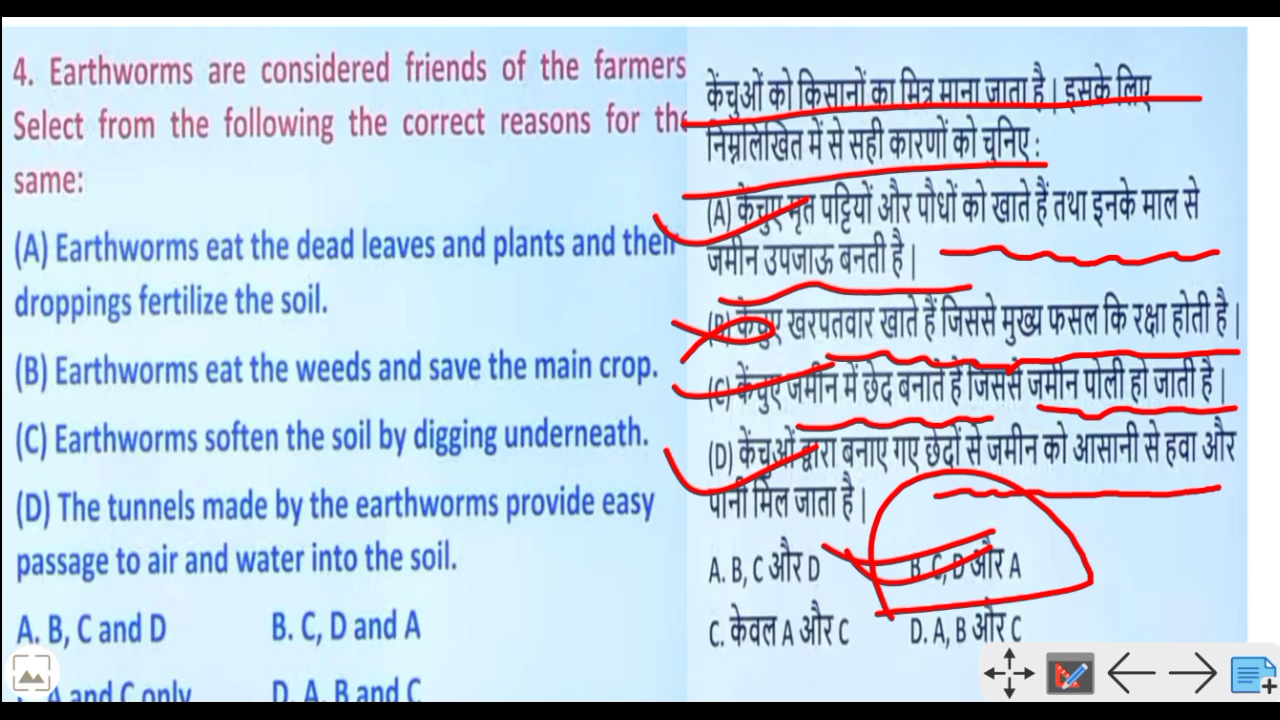 4. Earthworms are considered friends of the farmers
Select from the following the correct reasons for the
same:
(A) Earthworms eat the dead leaves and plants and their
droppings fertilize the soil.
(B) Earthworms eat the weeds and save the main crop.
(C) Earthworms soften the soil by digging underneath.
(D) The tunnels made by the earthworms provide easy
passage to air and water into the soil.
A. B, C and D B. C, D and A
A and C only D. A, B and C
केंचुओं को किसानों का मित्र माना जाता है। इसके लिए
निम्नलिखित में से सही कारणों को चुनिए :
(A) केंचुए मृत पट्टियों और पौधों को खाते हैं तथा इनके माल से
जमीन उपजाऊ बनती है।
(B) केंचुए खरपतवार खाते हैं जिससे मुख्य फसल कि रक्षा होती है।
(C) केंचुए जमीन में छेद बनाते हैं जिससे जमीन पोली हो जाती है।
(D) केंचुओं द्वारा बनाए गए छेदों से जमीन को आसानी से हवा और
पानी मिल जाता है।
A. B, C और D B. C, D और A
C. केवल A और C D. A, B और C